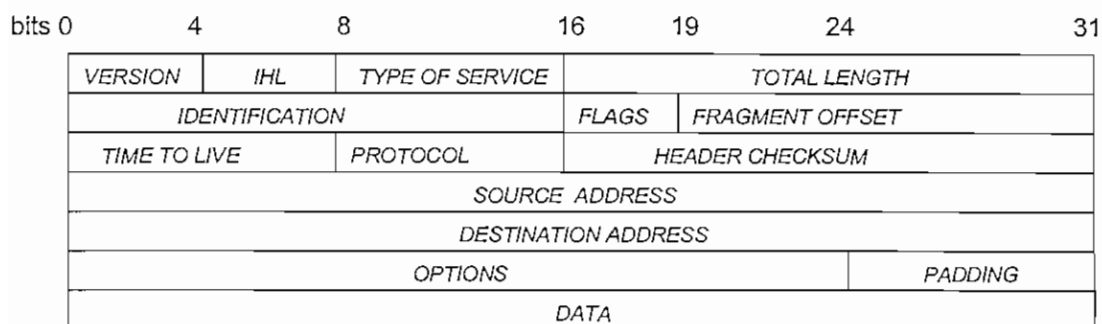 bits 0 4 8 16 19 24 31
VERSION IHL TYPE OF SERVICE TOTAL LENGTH
IDENTIFICATION FLAGS FRAGMENT OFFSET
TIME TO LIVE PROTOCOL HEADER CHECKSUM
SOURCE ADDRESS
DESTINATION ADDRESS
OPTIONS PADDING
DATA